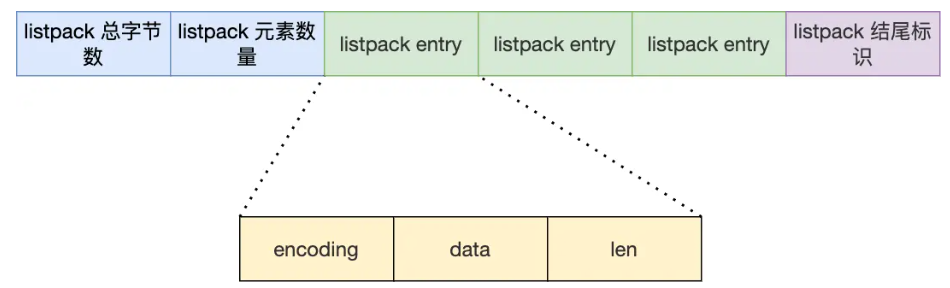 listpack 总字节
数
listpack 元素数
量
listpack entry
listpack entry
listpack entry
listpack 结尾标
识
encoding
data
len